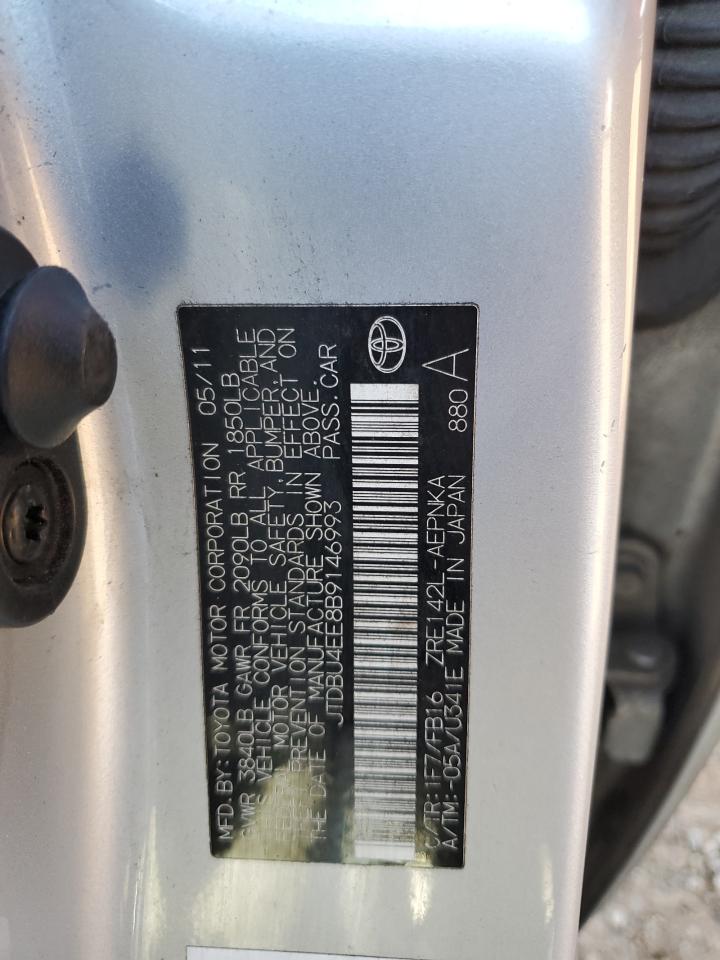 MFD.BY: TOYOTA MOTOR CORPORATION 05/11
GVWR 3840LB GAWR FR 2090LB RR 1850LB
THIS VEHICLE CONFORMS TO ALL APPLICABLE
FEDERAL MOTOR VEHICLE SAFETY, BUMPER, AND
THEFT PREVENTION STANDARDS IN EFFECT ON
THE DATE OF MANUFACTURE SHOWN ABOVE.
JTDBU4EE8B9146993 PASS.CAR
C/TR: 1F7/FB16 ZRE142L-AEPNKA
A/TM: -05A/U341E MADE IN JAPAN 880 A